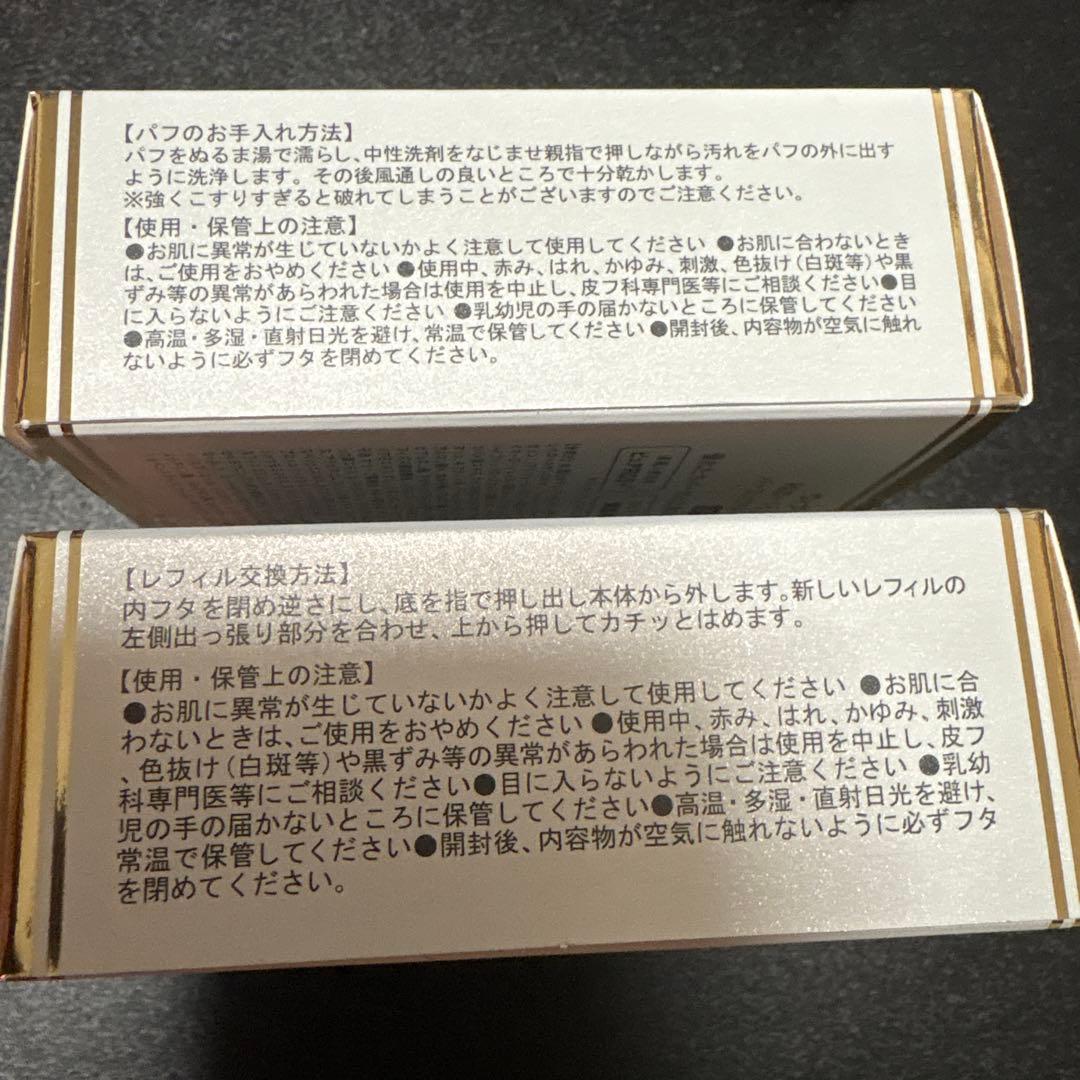 【パフのお手入れ方法】
パフをぬるま湯で濡らし、中性洗剤をなじませ親指で押しながら汚れをパフの外に出す
ように洗浄します。その後風通しの良いところで十分乾かします。
※強くこすりすぎると破れてしまうことがございますのでご注意ください。
【使用・保管上の注意】
●お肌に異常が生じていないかよく注意して使用してください ●お肌に合わないとき
は、ご使用をおやめください ●使用中、赤み、はれ、かゆみ、刺激、色抜け(白斑等)や黒
ずみ等の異常があらわれた場合は使用を中止し、皮フ科専門医等にご相談ください●目
に入らないようにご注意ください ●乳幼児の手の届かないところに保管してください
●高温・多湿・直射日光を避け、常温で保管してください ●開封後、内容物が空気に触れ
ないように必ずフタを閉めてください。
【レフィル交換方法】
内フタを閉め逆さにし、底を指で押し出し本体から外します。新しいレフィルの
左側出っ張り部分を合わせ、上から押してカチッとはめます。
【使用・保管上の注意】
●お肌に異常が生じていないかよく注意して使用してください ●お肌に合
わないときは、ご使用をおやめください ●使用中、赤み、はれ、かゆみ、刺激
、色抜け(白斑等)や黒ずみ等の異常があらわれた場合は使用を中止し、皮フ
科専門医等にご相談ください●目に入らないようにご注意ください ●乳幼
児の手の届かないところに保管してください●高温・多湿・直射日光を避け、
常温で保管してください●開封後、内容物が空気に触れないように必ずフタ
を閉めてください。